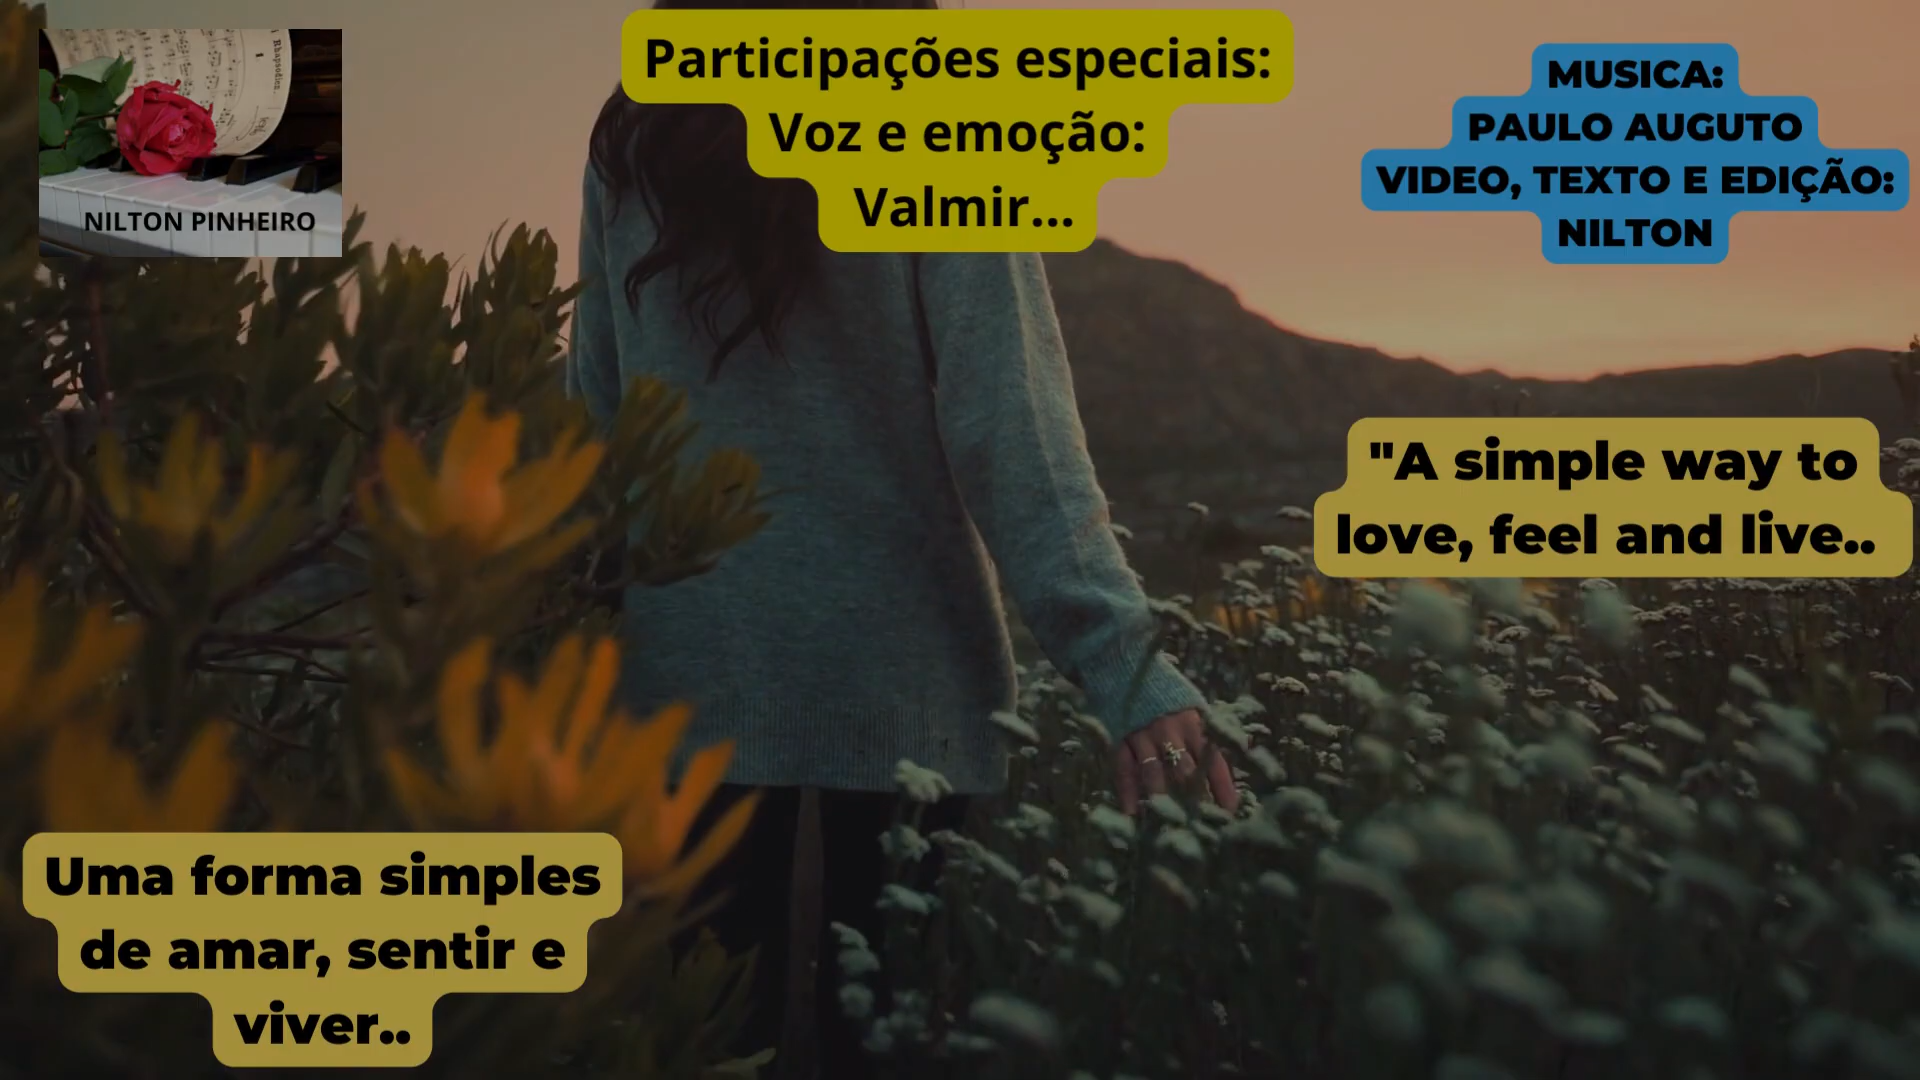 Rhapsodien.
NILTON PINHEIRO
Participações especiais:
Voz e emoção:
Valmir...
MUSICA:
PAULO AUGUTO
VIDEO, TEXTO E EDIÇÃO:
NILTON
"A simple way to
love, feel and live..
Uma forma simples
de amar, sentir e
viver..